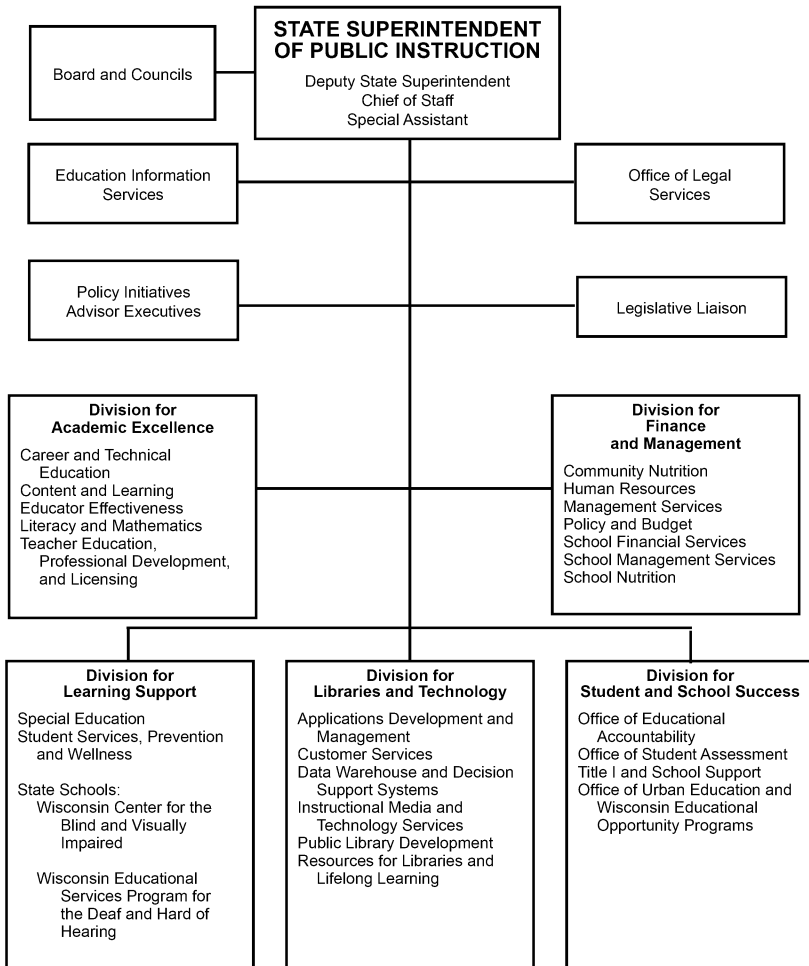 STATE SUPERINTENDENT
OF PUBLIC INSTRUCTION
Deputy State Superintendent
Chief of Staff
Special Assistant
Board and Councils
Education Information
Services
Office of Legal
Services
Policy Initiatives
Advisor Executives
Legislative Liaison
Division for
Academic Excellence
Career and Technical
Education
Content and Learning
Educator Effectiveness
Literacy and Mathematics
Teacher Education,
Professional Development,
and Licensing
Division for
Finance
and Management
Community Nutrition
Human Resources
Management Services
Policy and Budget
School Financial Services
School Management Services
School Nutrition
Division for
Learning Support
Special Education
Student Services, Prevention
and Wellness
State Schools:
Wisconsin Center for the
Blind and Visually
Impaired
Wisconsin Educational
Services Program for
the Deaf and Hard of
Hearing
Division for
Libraries and Technology
Applications Development and
Management
Customer Services
Data Warehouse and Decision
Support Systems
Instructional Media and
Technology Services
Public Library Development
Resources for Libraries and
Lifelong Learning
Division for
Student and School Success
Office of Educational
Accountability
Office of Student Assessment
Title I and School Support
Office of Urban Education and
Wisconsin Educational
Opportunity Programs